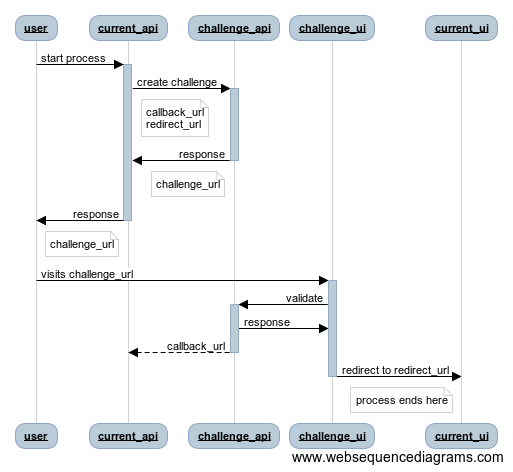 user current_api challenge_api challenge_ui current_ui
start process
create challenge
callback_url
redirect_url
response
challenge_url
response
challenge_url
visits challenge_url
validate
response
callback_url
redirect to redirect_url
process ends here
user current_api challenge_api challenge_ui current_ui
www.websequencediagrams.com